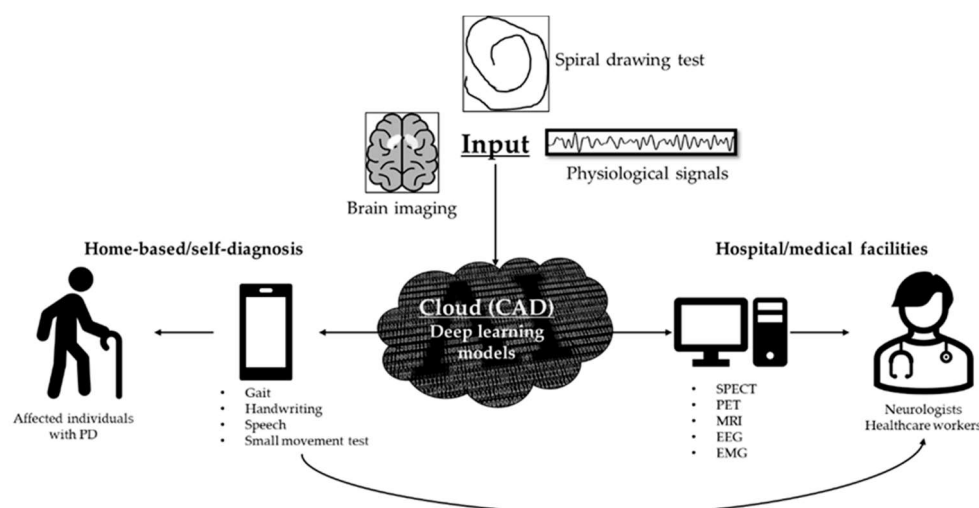 Spiral drawing test
Input
Physiological signals
Brain imaging
Home-based/self-diagnosis
Hospital/medical facilities
AI
Cloud (CAD)
Deep learning
models
• Gait
• Handwriting
• Speech
• Small movement test
Affected individuals
with PD
• SPECT
• PET
• MRI
• EEG
• EMG
Neurologists
Healthcare workers